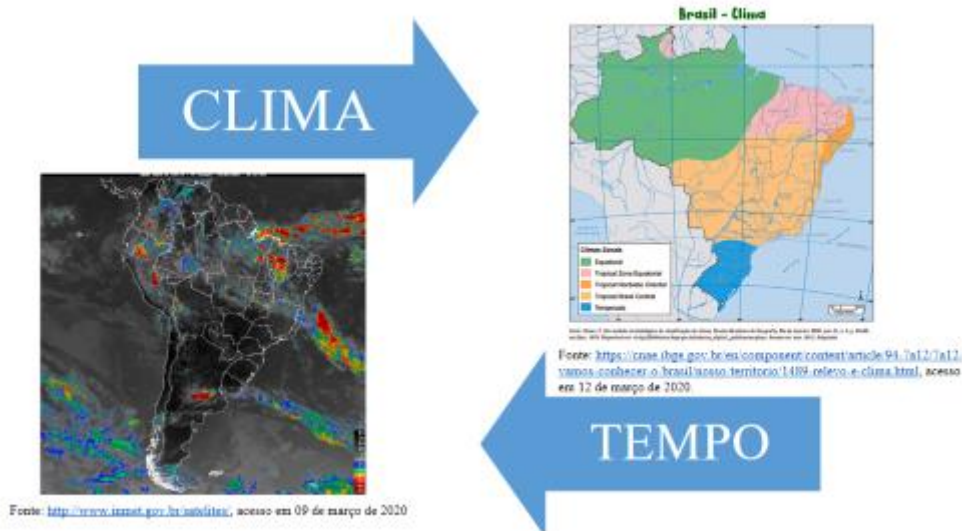 Brasil - Clima
CLIMA
Climas Zonais
Equatorial
Tropical Zona Equatorial
Tropical Nordeste Oriental
Tropical Brasil Central
Temperado
Fonte: https://cnae.ibge.gov.br/en/component/content/article/94-7a12/7a12-
vamos-conhecer-o-brasil/nosso-territorio/1489-relevo-e-clima.html, acesso
em 12 de março de 2020.
TEMPO
Fonte: http://www.inmet.gov.br/satelites/, acesso em 09 de março de 2020